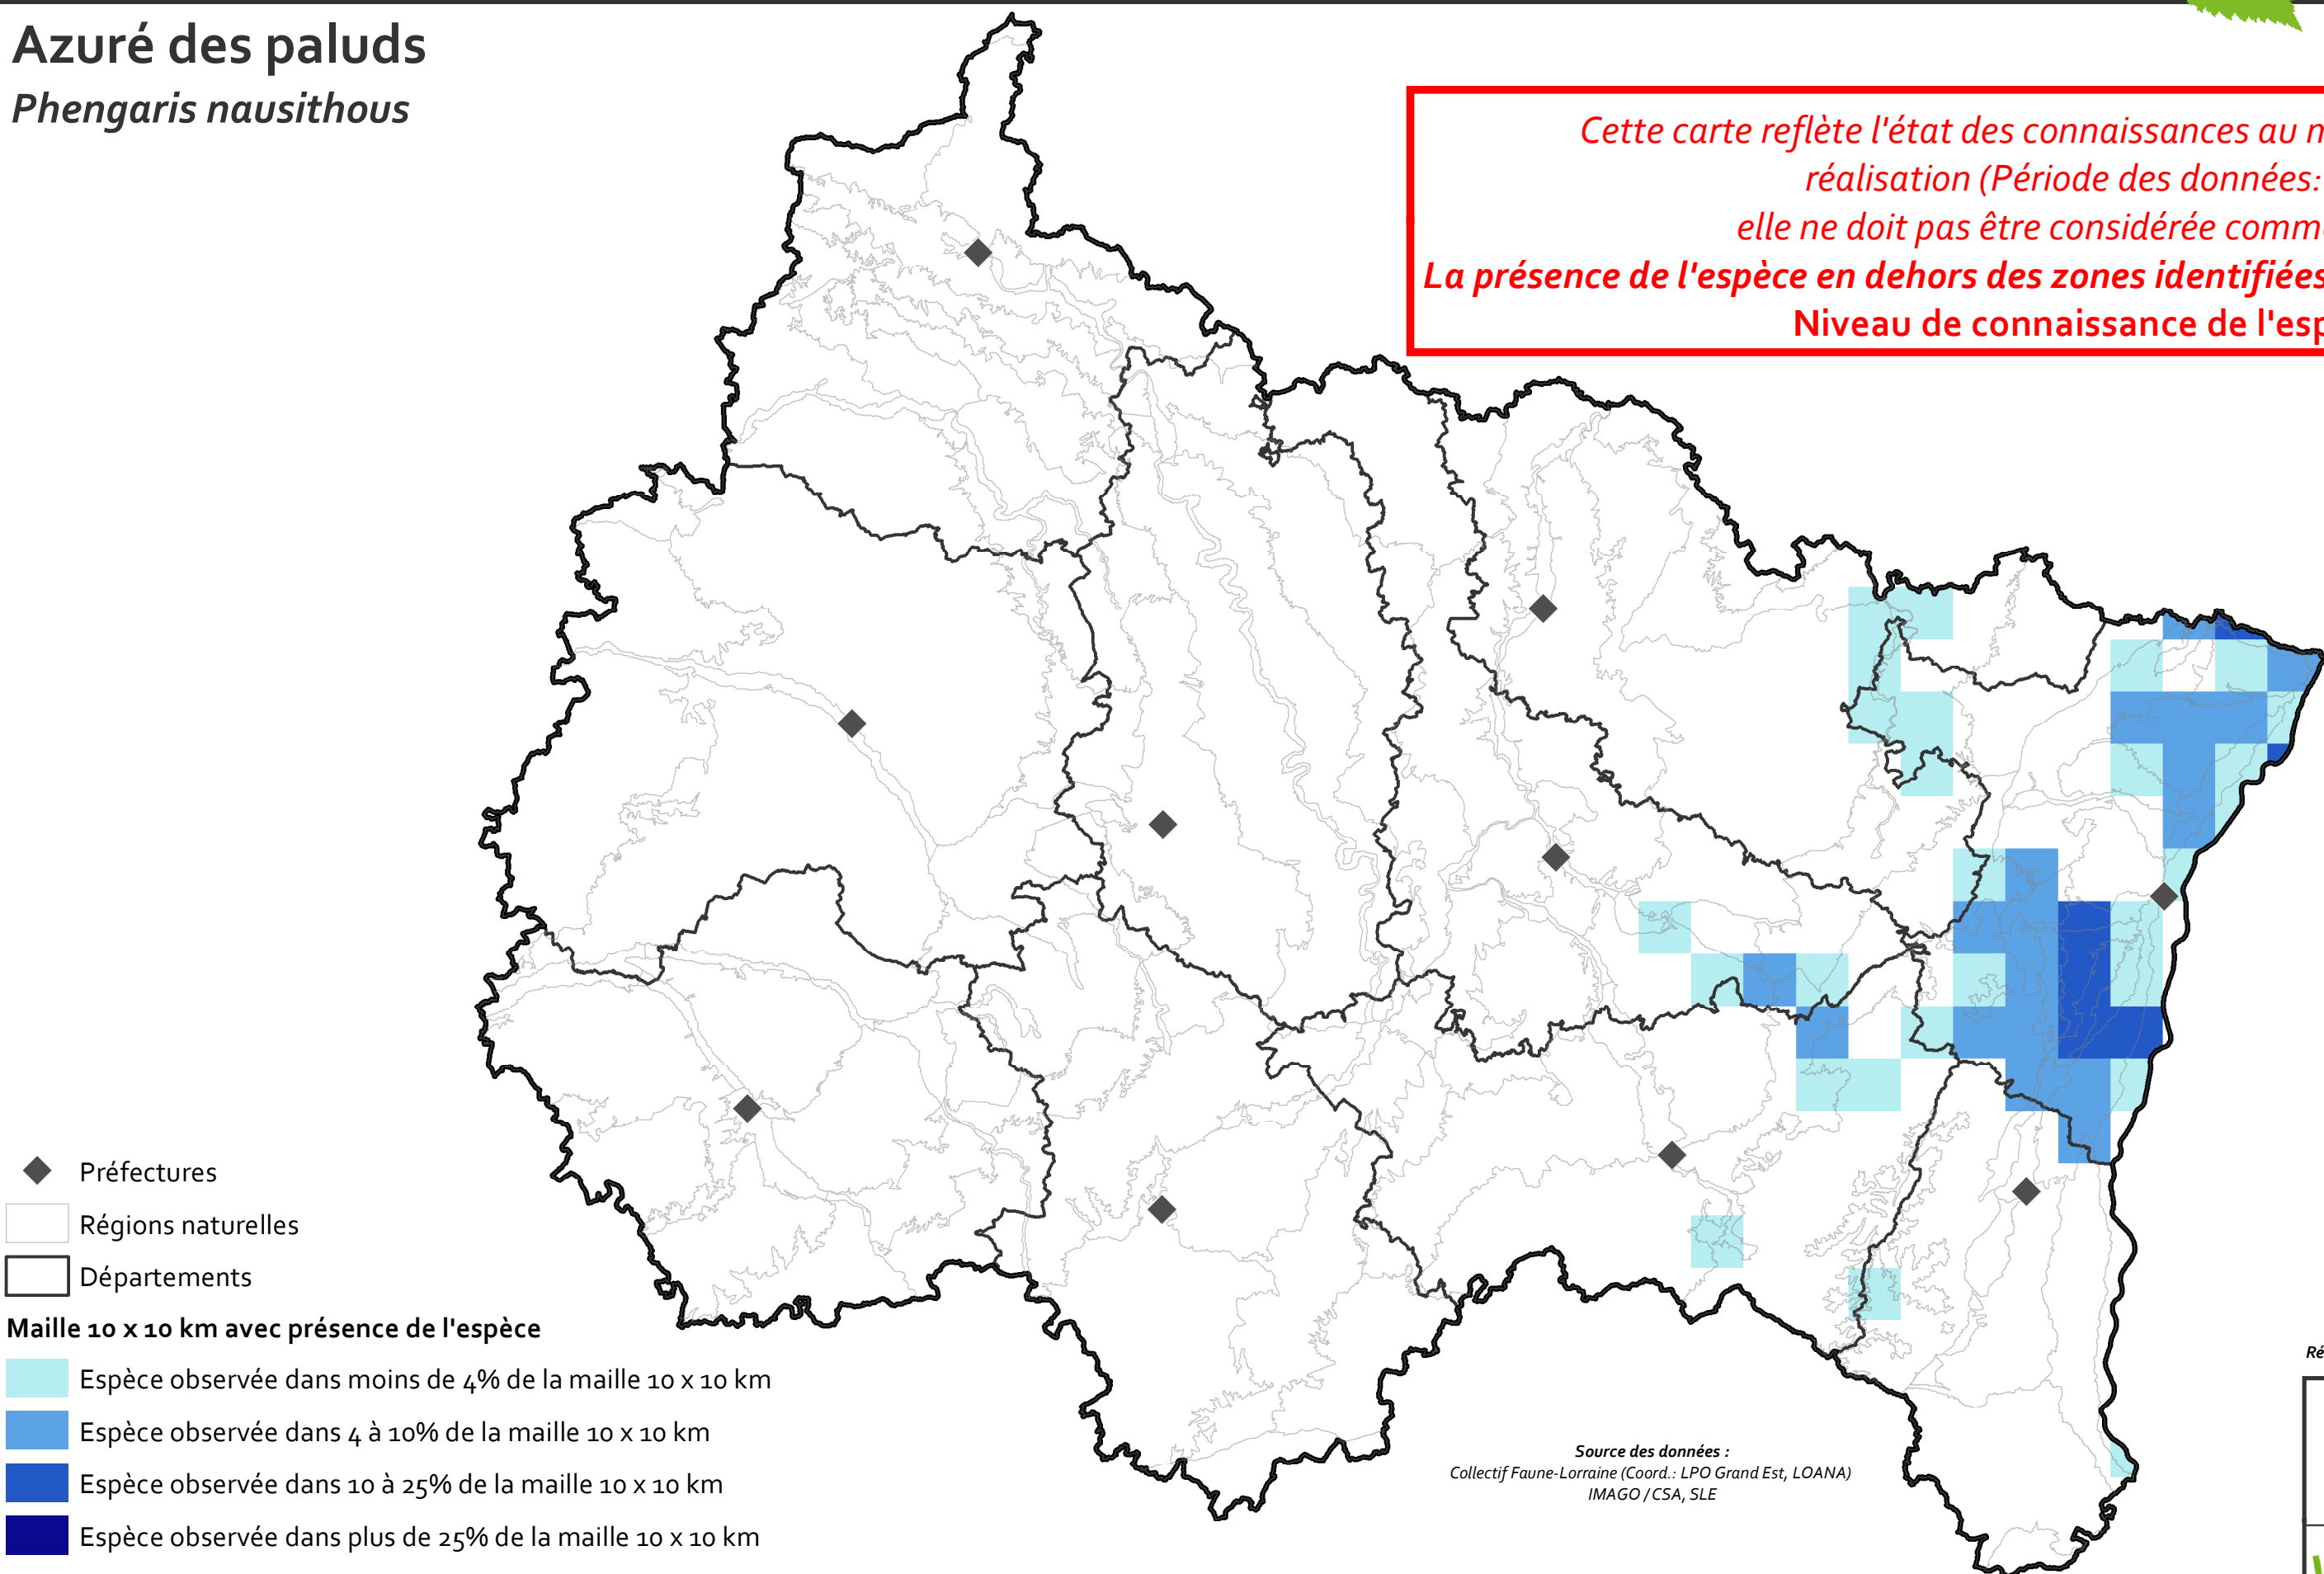 Azuré des paluds
Phengaris nausithous
Cette carte reflète l'état des connaissances au
réalisation (Période des données:
elle ne doit pas être considérée
La présence de l'espèce en dehors des zones identifiées
Niveau de connaissance de
Préfectures
Régions naturelles
Départements
Maille 10 x 10 km avec présence de l'espèce
Espèce observée dans moins de 4% de la maille 10 x 10 km
Espèce observée dans 4 à 10% de la maille 10 x 10 km
Espèce observée dans 10 à 25% de la maille 10 x 10 km
Espèce observée dans plus de 25% de la maille 10 x 10 km
Source des données :
Collectif Faune-Lorraine (Coord.: LPO Grand Est, LOANA)
IMAGO / CSA, SLE